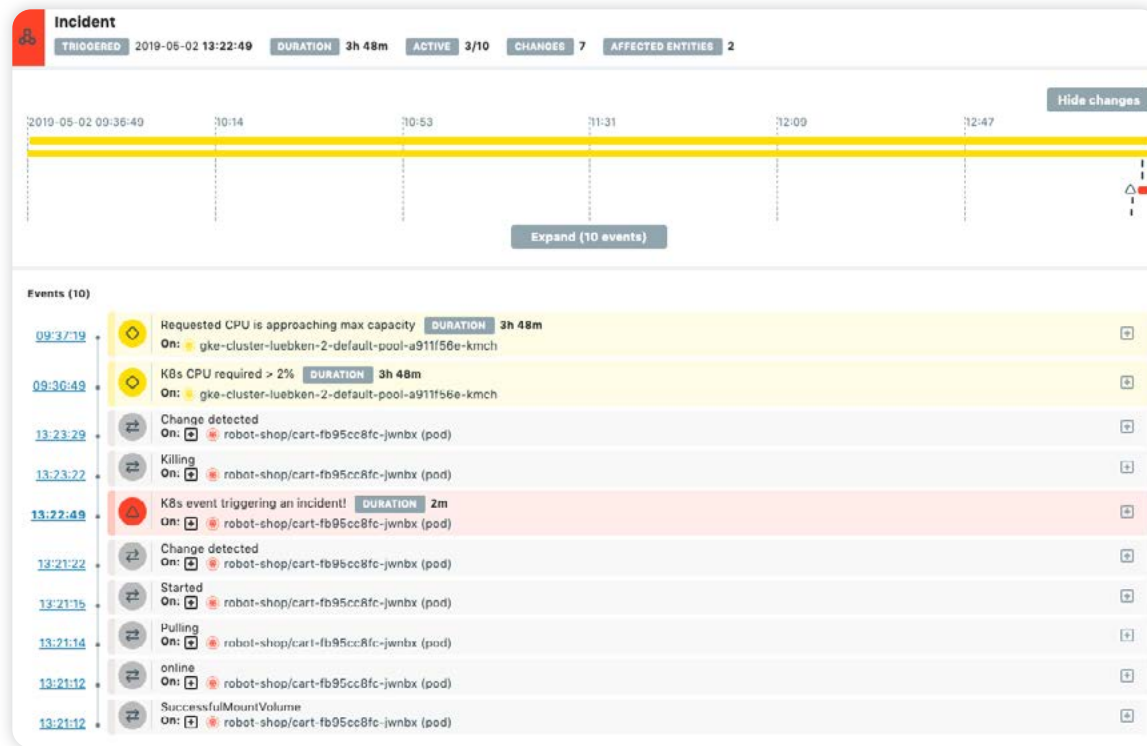 Incident
TRIGGERED 2019-05-02 13:22:49 DURATION 3h 48m ACTIVE 3/10 CHANGES 7 AFFECTED ENTITIES 2
Hide changes
2019-05-02 09:36:49 10:14 10:53 11:31 12:09 12:47
Expand (10 events)
Events (10)
09:37:19 Requested CPU is approaching max capacity DURATION 3h 48m
On: gke-cluster-luebken-2-default-pool-a911f56e-kmch
09:36:49 K8s CPU required > 2% DURATION 3h 48m
On: gke-cluster-luebken-2-default-pool-a911f56e-kmch
13:23:29 Change detected
On: robot-shop/cart-fb95cc8fc-jwnbx (pod)
13:23:22 Killing
On: robot-shop/cart-fb95cc8fc-jwnbx (pod)
13:22:49 K8s event triggering an incident! DURATION 2m
On: robot-shop/cart-fb95cc8fc-jwnbx (pod)
13:21:22 Change detected
On: robot-shop/cart-fb95cc8fc-jwnbx (pod)
13:21:15 Started
On: robot-shop/cart-fb95cc8fc-jwnbx (pod)
13:21:14 Pulling
On: robot-shop/cart-fb95cc8fc-jwnbx (pod)
13:21:12 online
On: robot-shop/cart-fb95cc8fc-jwnbx (pod)
13:21:12 SuccessfulMountVolume
On: robot-shop/cart-fb95cc8fc-jwnbx (pod)